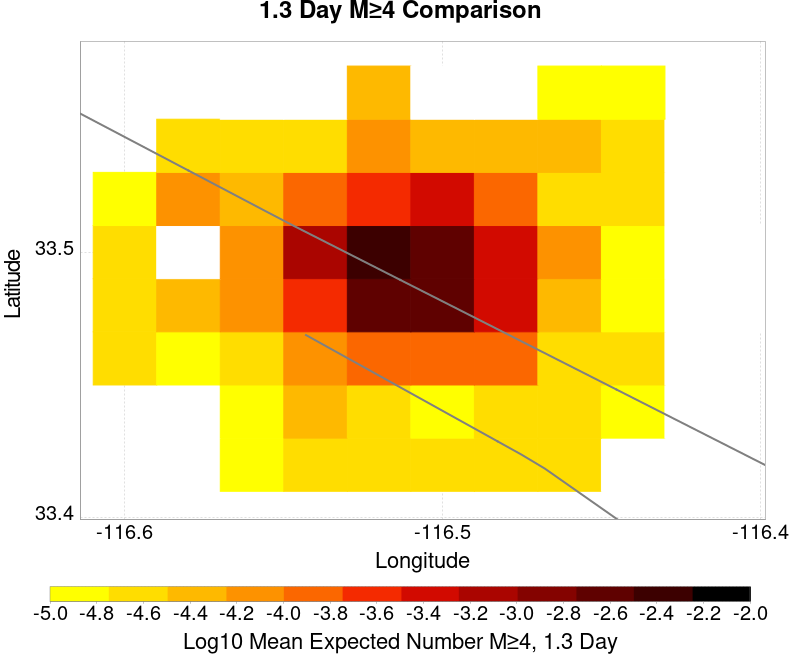 1.3 Day M≥4 Comparison
Latitude
33.5
33.4
-116.6 -116.5 -116.4
Longitude
-5.0 -4.8 -4.6 -4.4 -4.2 -4.0 -3.8 -3.6 -3.4 -3.2 -3.0 -2.8 -2.6 -2.4 -2.2 -2.0
Log10 Mean Expected Number M≥4, 1.3 Day